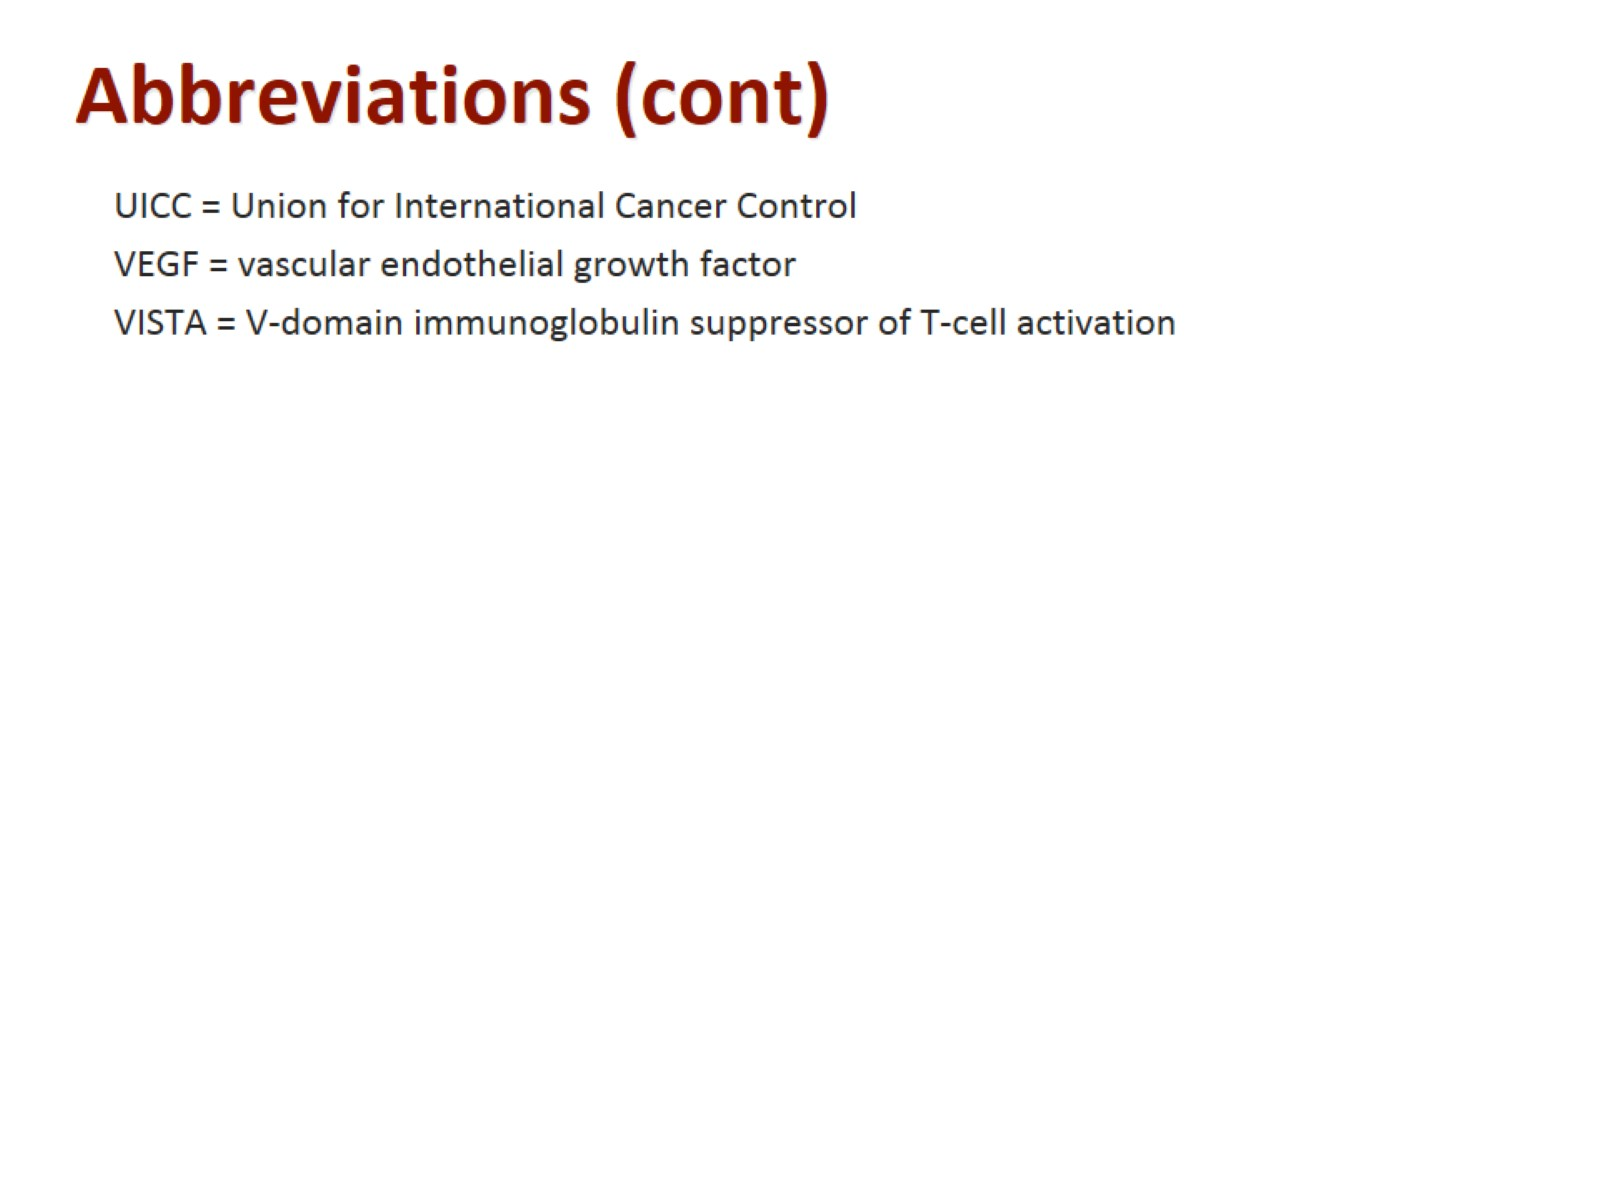 Abbreviations (cont)
UICC = Union for International Cancer Control
VEGF = vascular endothelial growth factor
VISTA = V-domain immunoglobulin suppressor of T-cell activation